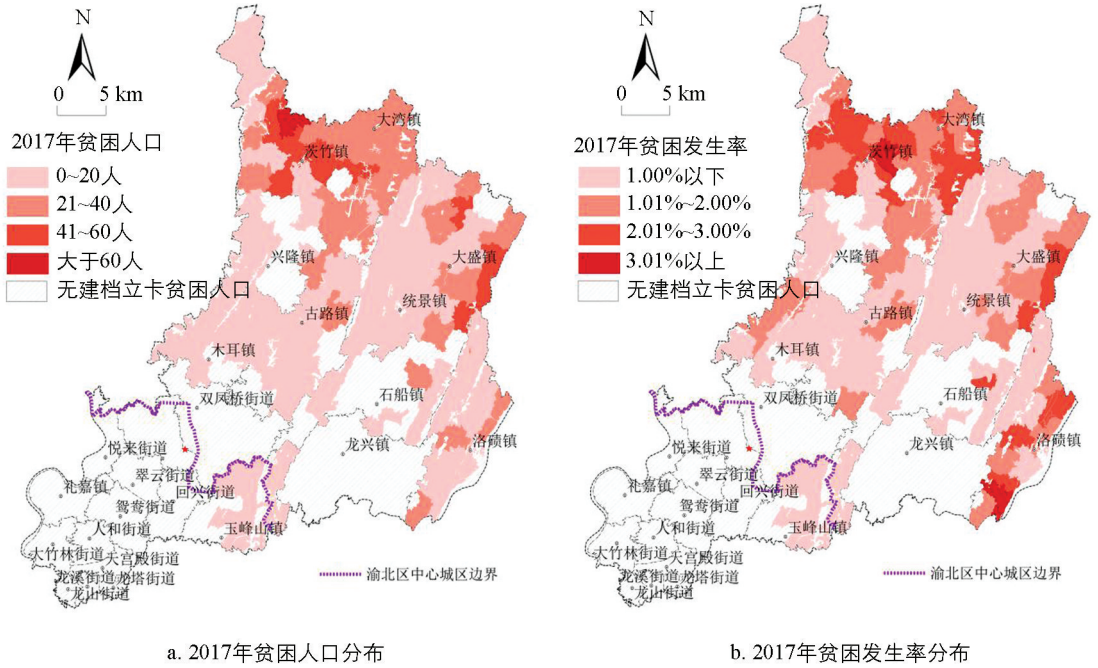 N
0 5 km
2017年贫困人口
0~20人
21~40人
41~60人
大于60人
无建档立卡贫困人口
大湾镇
茨竹镇
兴隆镇
大盛镇
统景镇
古路镇
木耳镇
双凤桥街道
石船镇
悦来街道
龙兴镇
洛碛镇
翠云街道
礼嘉镇
回兴街道
鸳鸯街道
人和街道
玉峰山镇
大竹林街道
天宫殿街道
龙溪街道
龙塔街道
龙山街道
渝北区中心城区边界
a. 2017年贫困人口分布
N
0 5 km
2017年贫困发生率
1.00%以下
1.01%~2.00%
2.01%~3.00%
3.01%以上
无建档立卡贫困人口
大湾镇
茨竹镇
兴隆镇
大盛镇
统景镇
古路镇
木耳镇
双凤桥街道
石船镇
悦来街道
龙兴镇
洛碛镇
翠云街道
礼嘉镇
回兴街道
鸳鸯街道
人和街道
玉峰山镇
大竹林街道
天宫殿街道
龙溪街道
龙塔街道
龙山街道
渝北区中心城区边界
b. 2017年贫困发生率分布